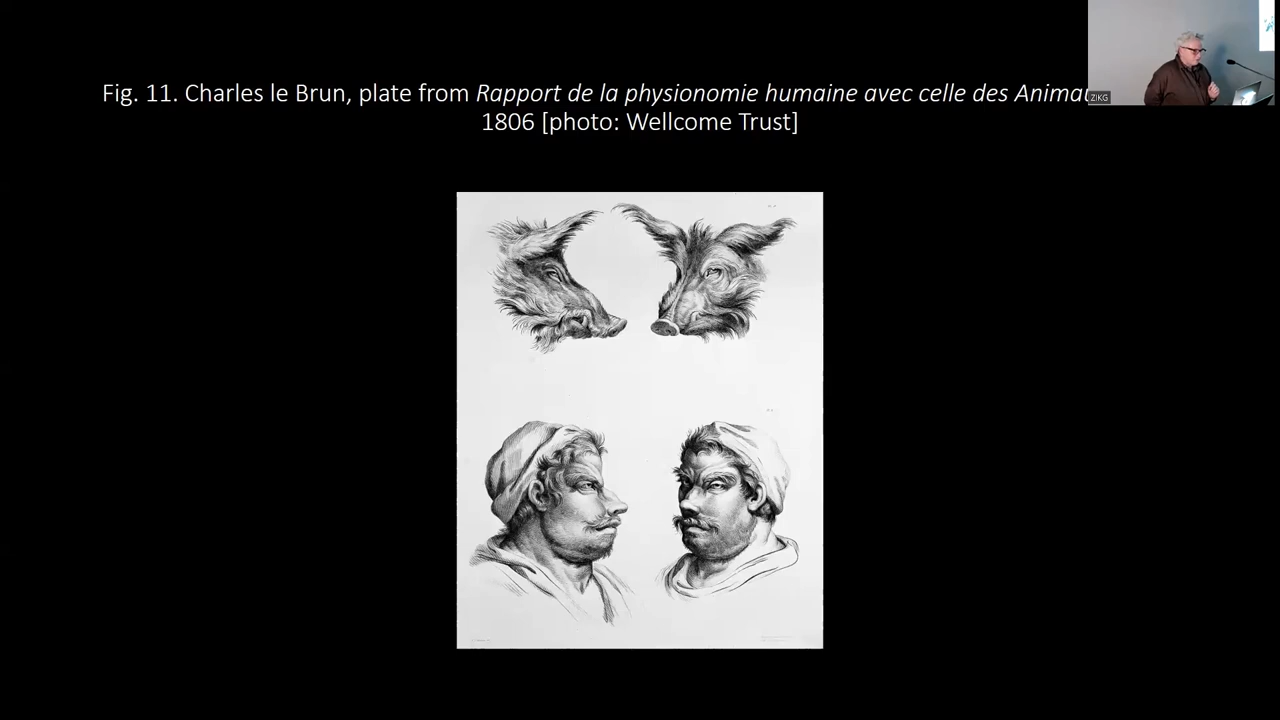 Fig. 11. Charles le Brun, plate from Rapport de la physionomie humaine avec celle des
1806 [photo: Wellcome Trust]
ZIKG